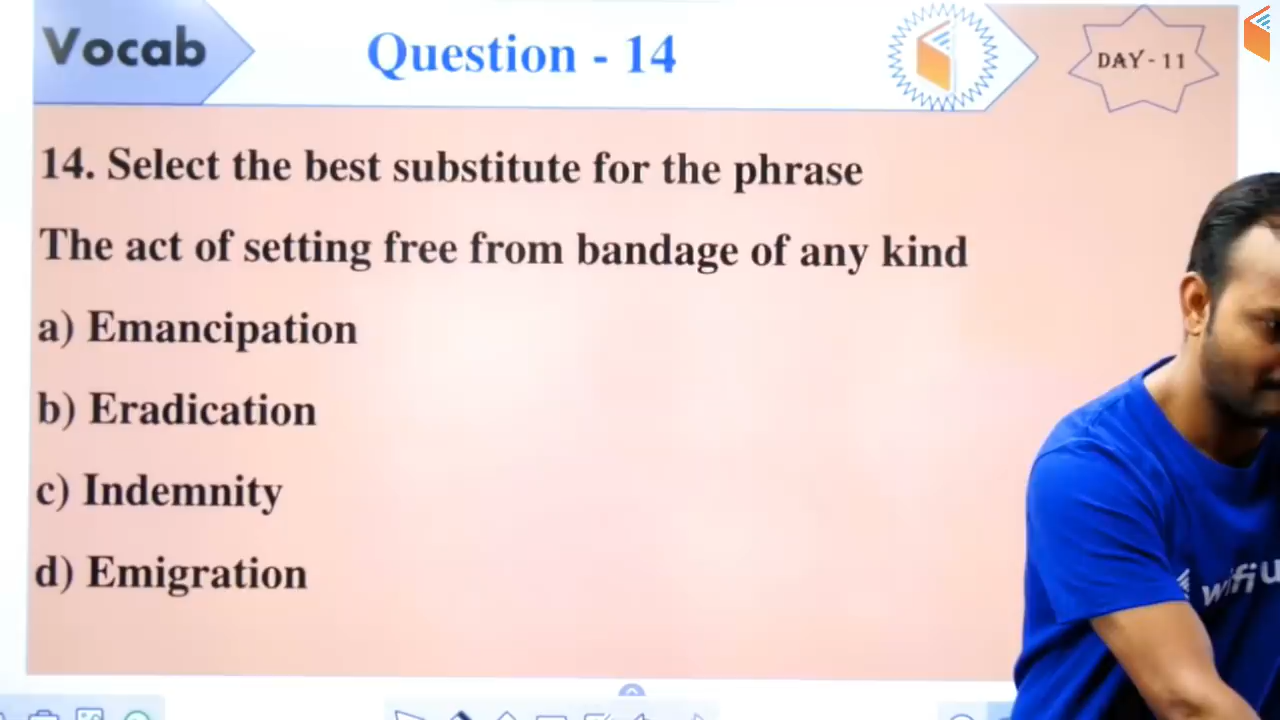 Vocab
Question - 14
DAY - 11
14. Select the best substitute for the phrase
The act of setting free from bandage of any kind
a) Emancipation
b) Eradication
c) Indemnity
d) Emigration
wifiU